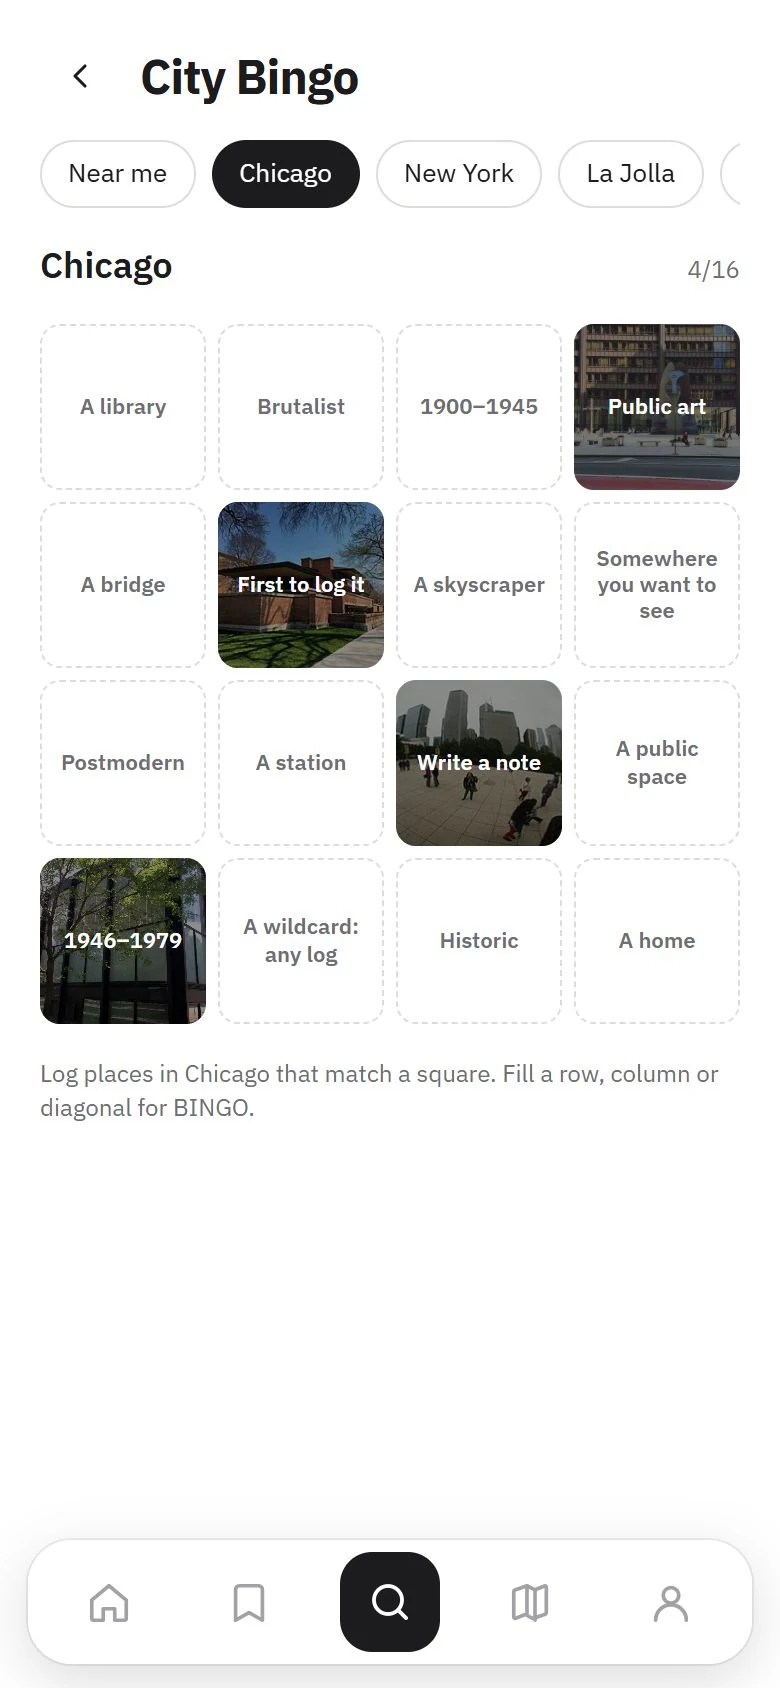 City Bingo
Near me
Chicago
New York
La Jolla
Chicago
4/16
A library
Brutalist
1900–1945
Public art
A bridge
First to log it
A skyscraper
Somewhere
you want to
see
Postmodern
A station
Write a note
A public
space
1946–1979
A wildcard:
any log
Historic
A home
Log places in Chicago that match a square. Fill a row, column or
diagonal for BINGO.